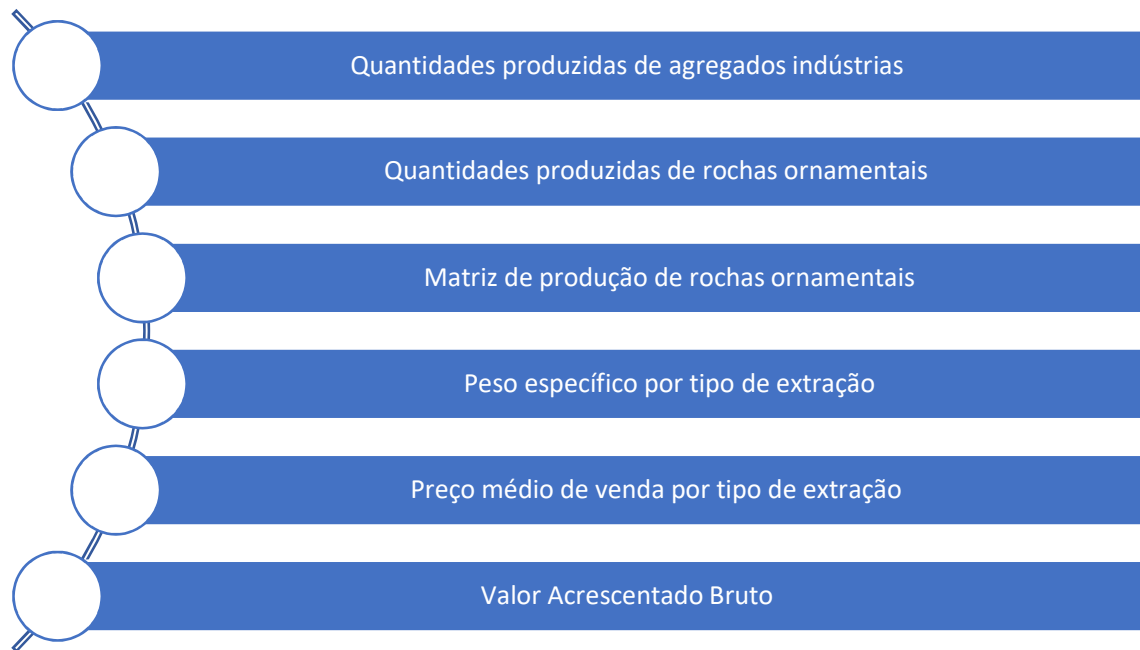 Quantidades produzidas de agregados indústrias
Quantidades produzidas de rochas ornamentais
Matriz de produção de rochas ornamentais
Peso específico por tipo de extração
Preço médio de venda por tipo de extração
Valor Acrescentado Bruto